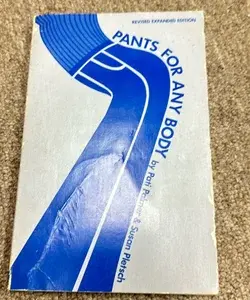 REVISED EXPANDED EDITION
PANTS FOR ANY BODY
by Pati Palmer & Susan Pletsch